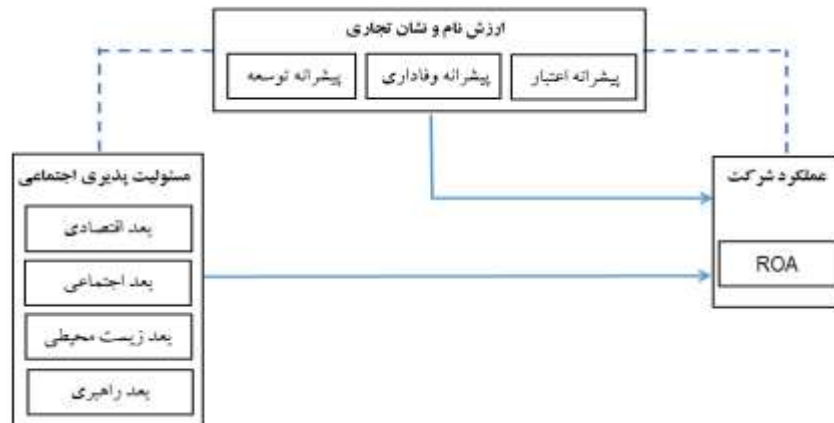 ارزش نام و نشان تجاری
پیشرانه اعتبار
پیشرانه وفاداری
پیشرانه توسعه
عملکرد شرکت
ROA
مسئولیت پذیری اجتماعی
بعد اقتصادی
بعد اجتماعی
بعد زیست محیطی
بعد راهبری